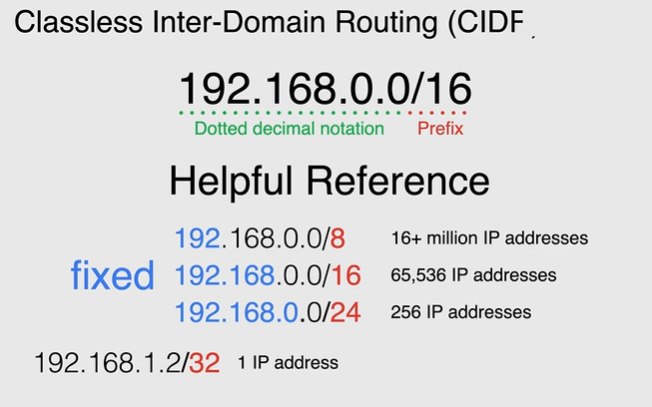 Classless Inter-Domain Routing (CIDF
192.168.0.0/16
Dotted decimal notation Prefix
Helpful Reference
192.168.0.0/8 16+ million IP addresses
fixed 192.168.0.0/16 65,536 IP addresses
192.168.0.0/24 256 IP addresses
192.168.1.2/32 1 IP address